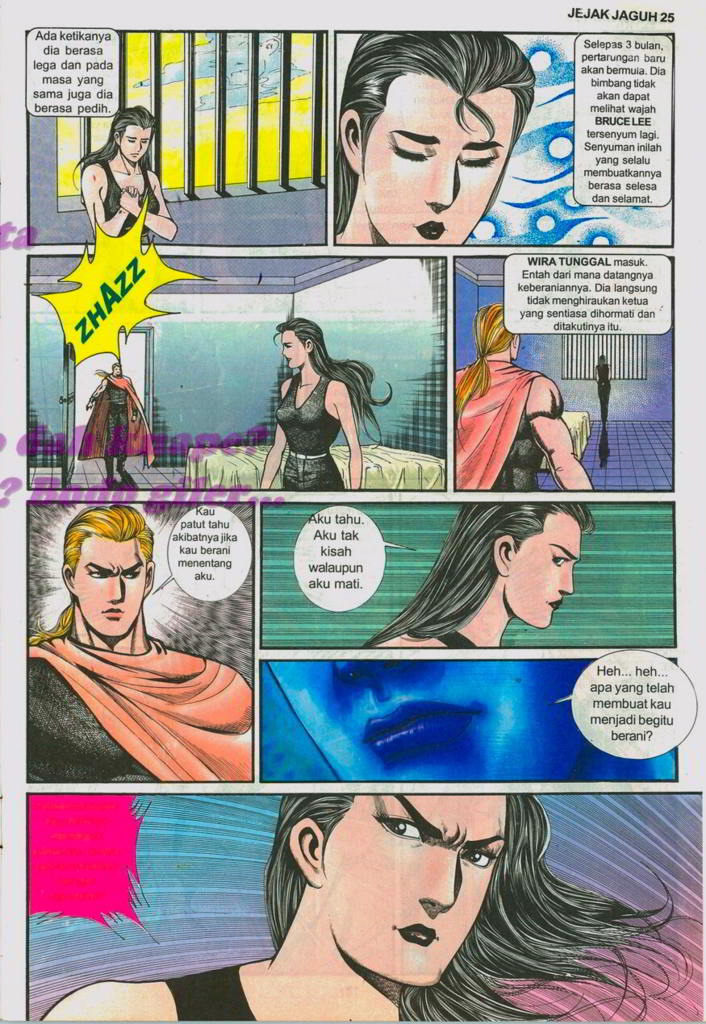 JEJAK JAGUH 25
Ada ketikanya
dia berasa
lega dan pada
masa yang
sama juga dia
berasa pedih.
Selepas 3 bulan,
pertarungan baru
akan bermula. Dia
bimbang tidak
akan dapat
melihat wajah
BRUCE LEE
tersenyum lagi.
Senyuman inilah
yang selalu
membuatkannya
berasa selesa
dan selamat.
ZHAZZ
WIRA TUNGGAL masuk.
Entah dari mana datangnya
keberaniannya. Dia langsung
tidak menghiraukan ketua
yang sentiasa dihormati dan
ditakutinya itu.
Kau
patut tahu
akibatnya jika
kau berani
menentang
aku.
Aku tahu.
Aku tak
kisah
walaupun
aku mati.
Heh... heh...
apa yang telah
membuat kau
menjadi begitu
berani?